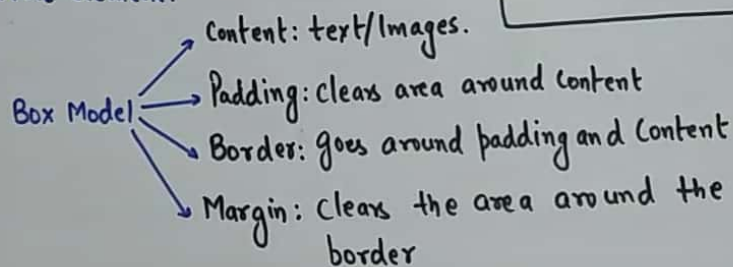 Content: text/Images.
Box Model
Padding: clears area around content
Border: goes around padding and Content
Margin: Clears the area around the
border